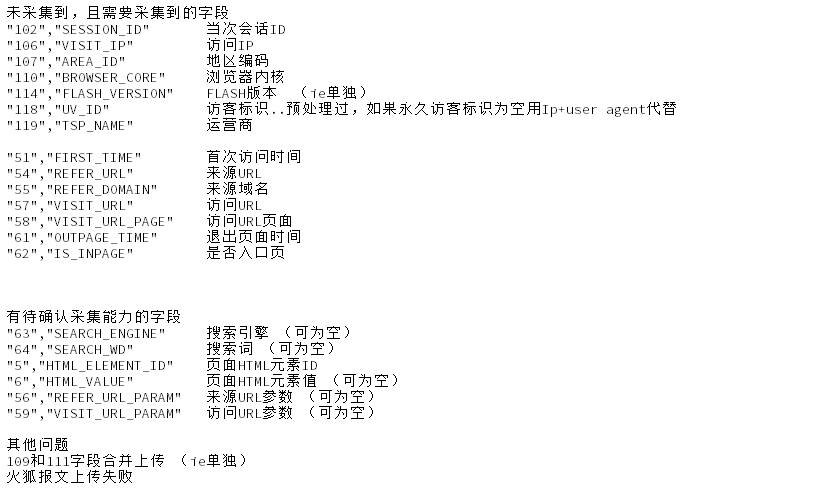 未采集到，且需要采集到的字段
"102","SESSION_ID" 当次会话ID
"106","VISIT_IP" 访问IP
"107","AREA_ID" 地区编码
"110","BROWSER_CORE" 浏览器内核
"114","FLASH_VERSION" FLASH版本 （ie单独）
"118","UV_ID" 访客标识..预处理过，如果永久访客标识为空用Ip+user agent代替
"119","TSP_NAME" 运营商
"51","FIRST_TIME" 首次访问时间
"54","REFER_URL" 来源URL
"55","REFER_DOMAIN" 来源域名
"57","VISIT_URL" 访问URL
"58","VISIT_URL_PAGE" 访问URL页面
"61","OUTPAGE_TIME" 退出页面时间
"62","IS_INPAGE" 是否入口页
有待确认采集能力的字段
"63","SEARCH_ENGINE" 搜索引擎 （可为空）
"64","SEARCH_WD" 搜索词 （可为空）
"5","HTML_ELEMENT_ID" 页面HTML元素ID
"6","HTML_VALUE" 页面HTML元素值 （可为空）
"56","REFER_URL_PARAM" 来源URL参数 （可为空）
"59","VISIT_URL_PARAM" 访问URL参数 （可为空）
其他问题
109和111字段合并上传 （ie单独）
火狐报文上传失败